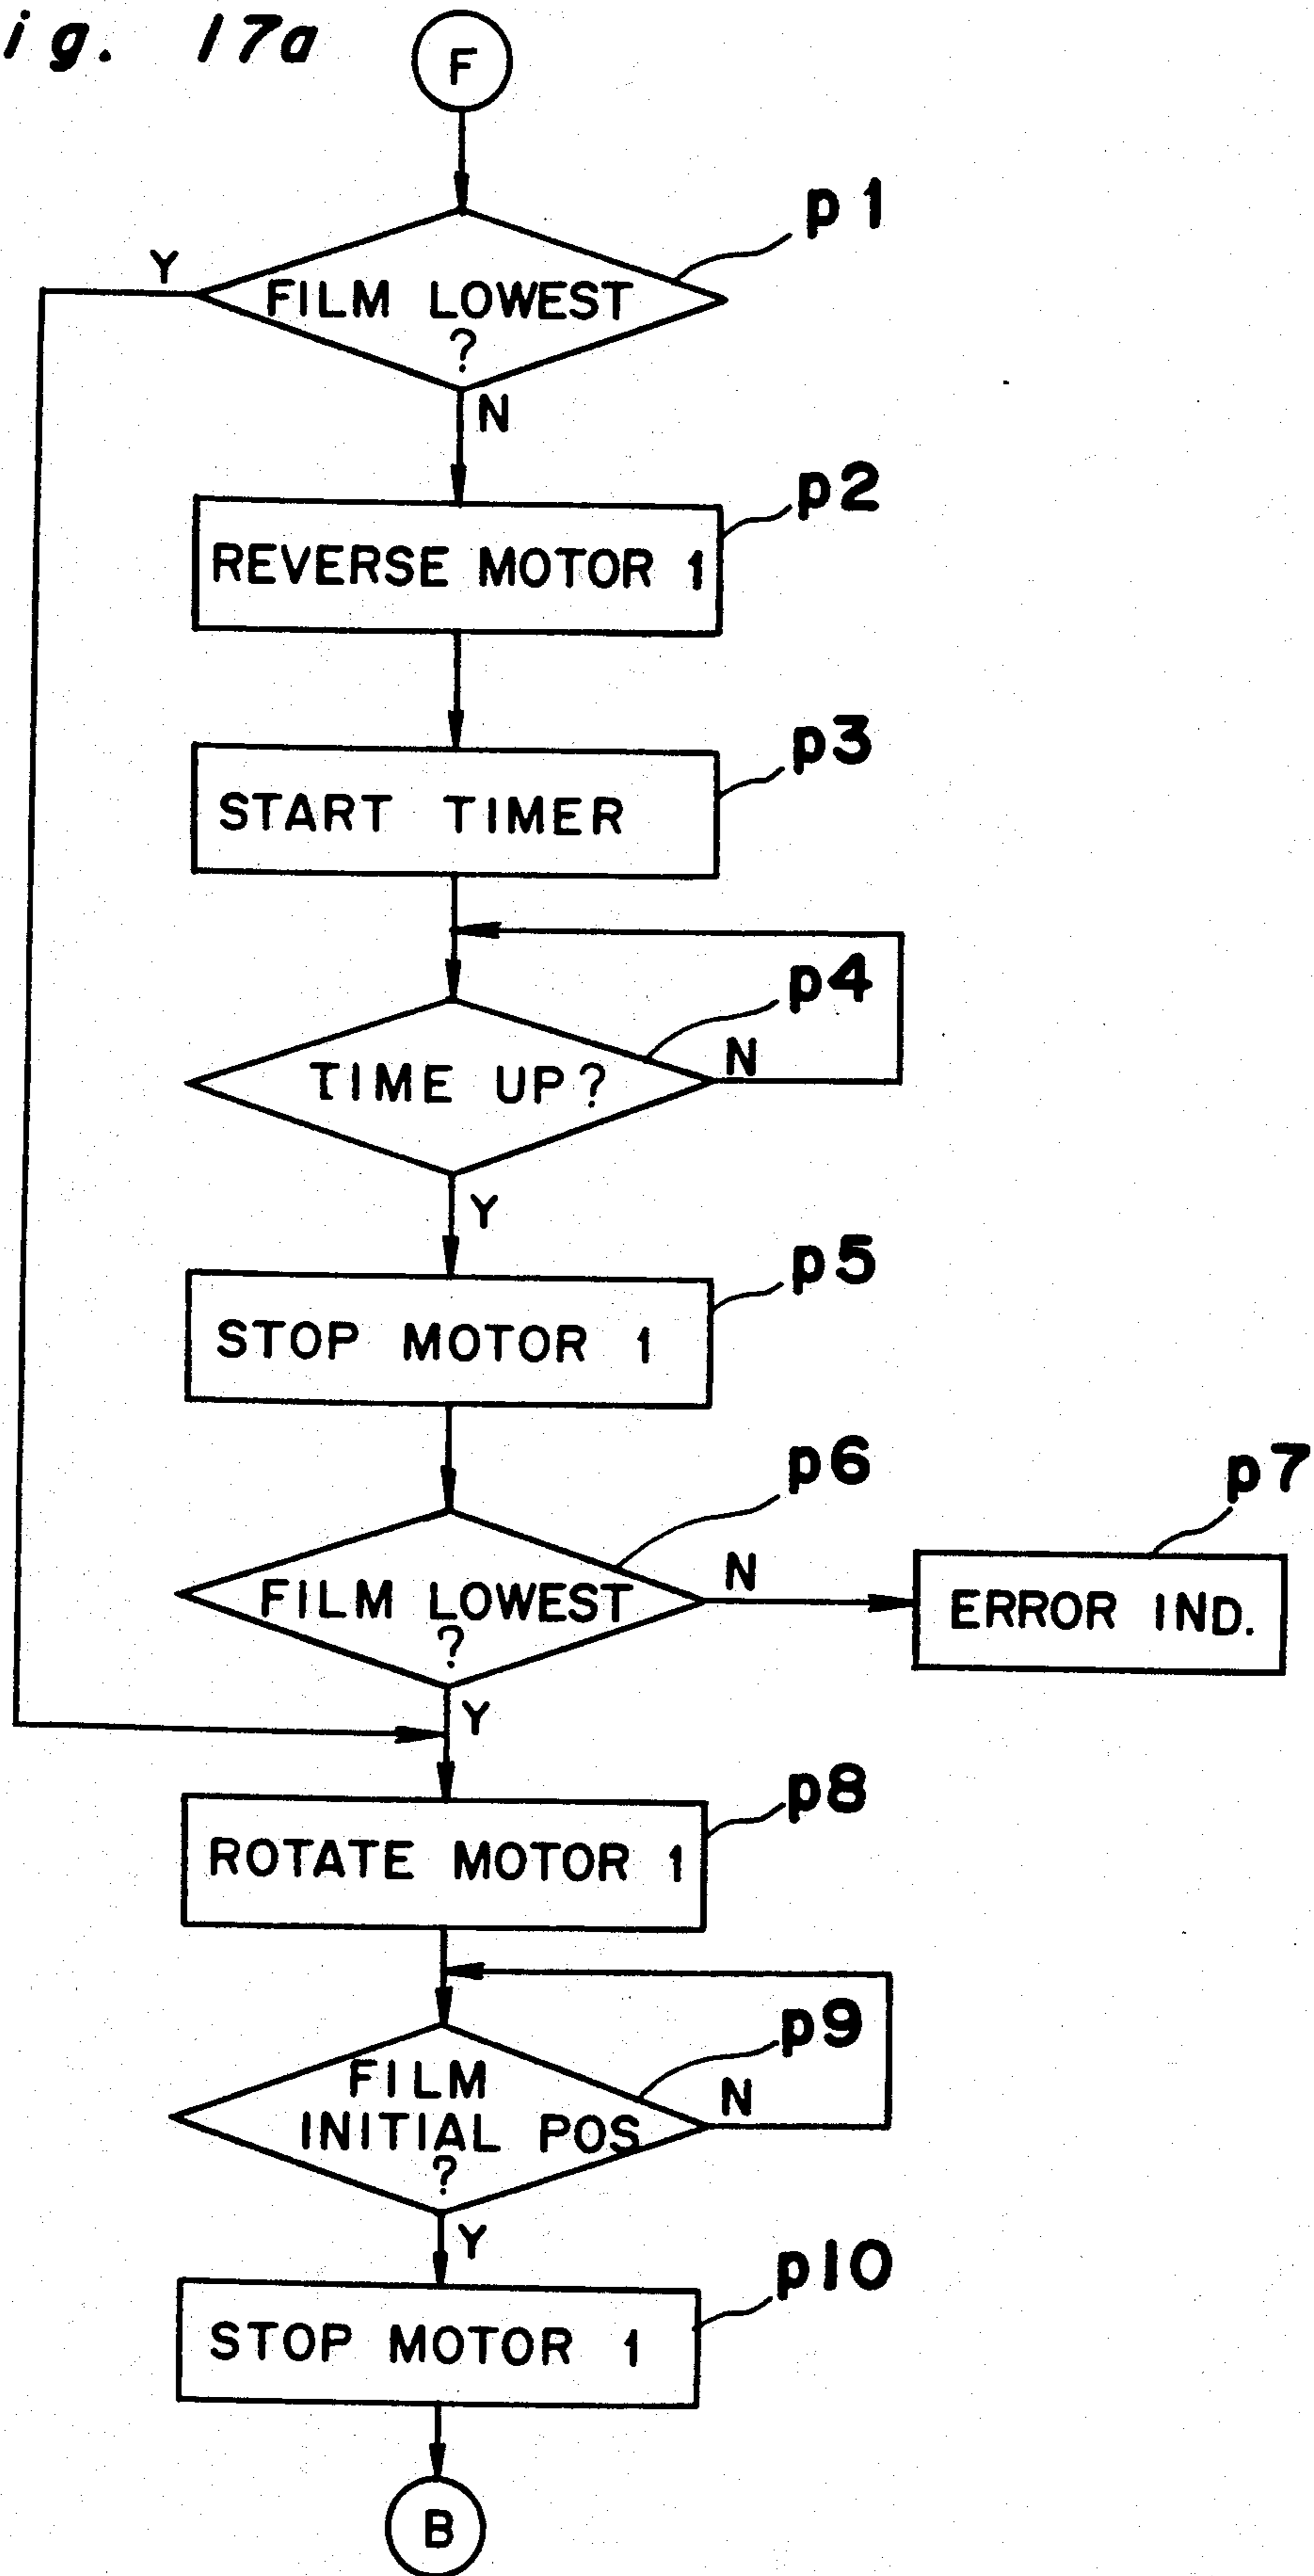 ig. 17a
F
p1
Y
FILM LOWEST
?
N
p2
REVERSE MOTOR 1
p3
START TIMER
p4
TIME UP?
N
Y
p5
STOP MOTOR 1
p6
p7
FILM LOWEST
?
N
ERROR IND.
Y
p8
ROTATE MOTOR 1
p9
FILM
INITIAL POS
?
N
Y
p10
STOP MOTOR 1
B